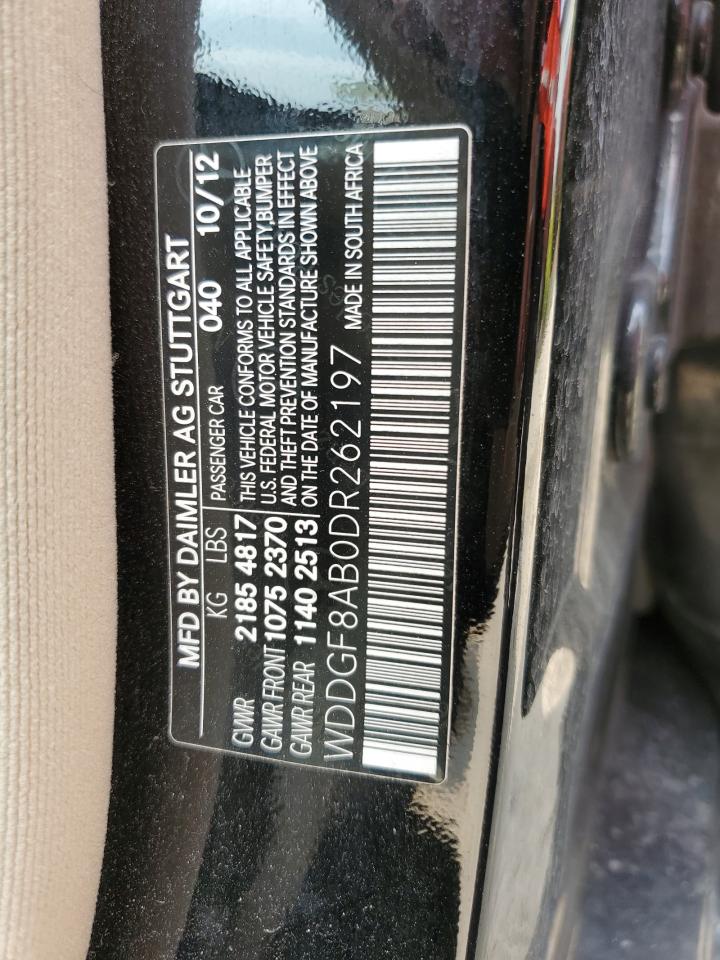 MFD BY DAIMLER AG STUTTGART
KG LBS PASSENGER CAR 040 10/12
GVWR 2185 4817 THIS VEHICLE CONFORMS TO ALL APPLICABLE
GAWR FRONT 1075 2370 U.S. FEDERAL MOTOR VEHICLE SAFETY,BUMPER
GAWR REAR 1140 2513 AND THEFT PREVENTION STANDARDS IN EFFECT
ON THE DATE OF MANUFACTURE SHOWN ABOVE
WDDGF8AB0DR262197 MADE IN SOUTH AFRICA